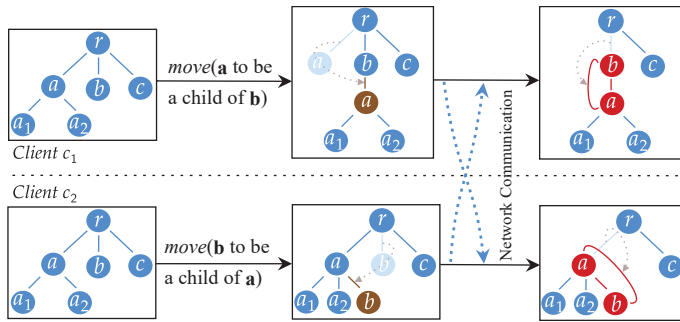 r
a b c
a1 a2
Client c1
move(a to be
a child of b)
r
a b c
a
a1 a2
r
b c
a
a1 a2
Network Communication
Client c2
r
a b c
a1 a2
move(b to be
a child of a)
r
a b c
a1 a2 b
r
a c
a1 a2 b